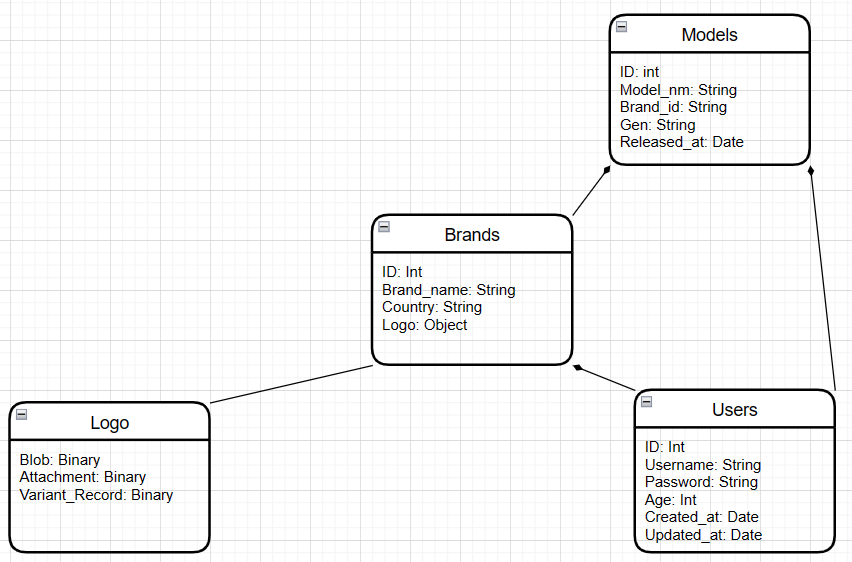 Models
ID: int
Model_nm: String
Brand_id: String
Gen: String
Released_at: Date
Brands
ID: Int
Brand_name: String
Country: String
Logo: Object
Logo
Blob: Binary
Attachment: Binary
Variant_Record: Binary
Users
ID: Int
Username: String
Password: String
Age: Int
Created_at: Date
Updated_at: Date